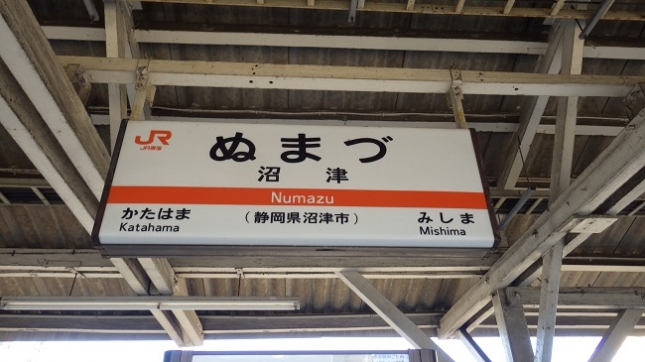 JR
JR東海
ぬまづ
沼津
Numazu
かたはま
Katahama
(静岡県沼津市)
みしま
Mishima